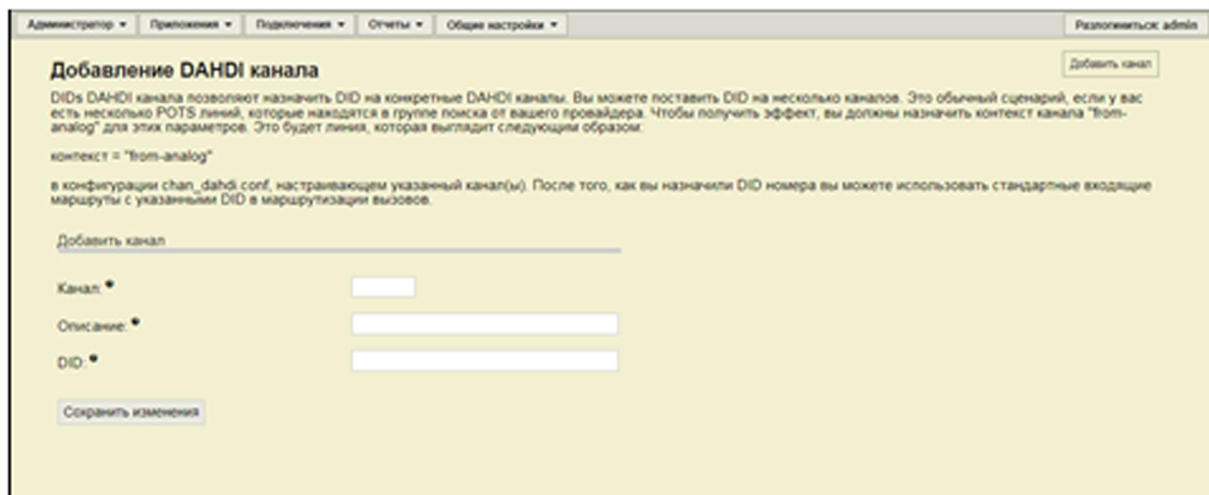 Администратор
Приложения
Подключения
Отчеты
Общие настройки
Разлогиниться: admin
Добавление DAHDI канала
Добавить канал
DIDs DAHDI канала позволяют назначить DID на конкретные DAHDI каналы. Вы можете поставить DID на несколько каналов. Это обычный сценарий, если у вас
есть несколько POTS линий, которые находятся в группе поиска от вашего провайдера. Чтобы получить эффект, вы должны назначить контекст канала "from-
analog" для этих параметров. Это будет линия, которая выглядит следующим образом:
контекст = "from-analog"
в конфигурации chan_dahdi.conf, настраивающем указанный канал(ы). После того, как вы назначили DID номера вы можете использовать стандартные входящие
маршруты с указанными DID в маршрутизации вызовов.
Добавить канал
Канал:
Описание:
DID:
Сохранить изменения